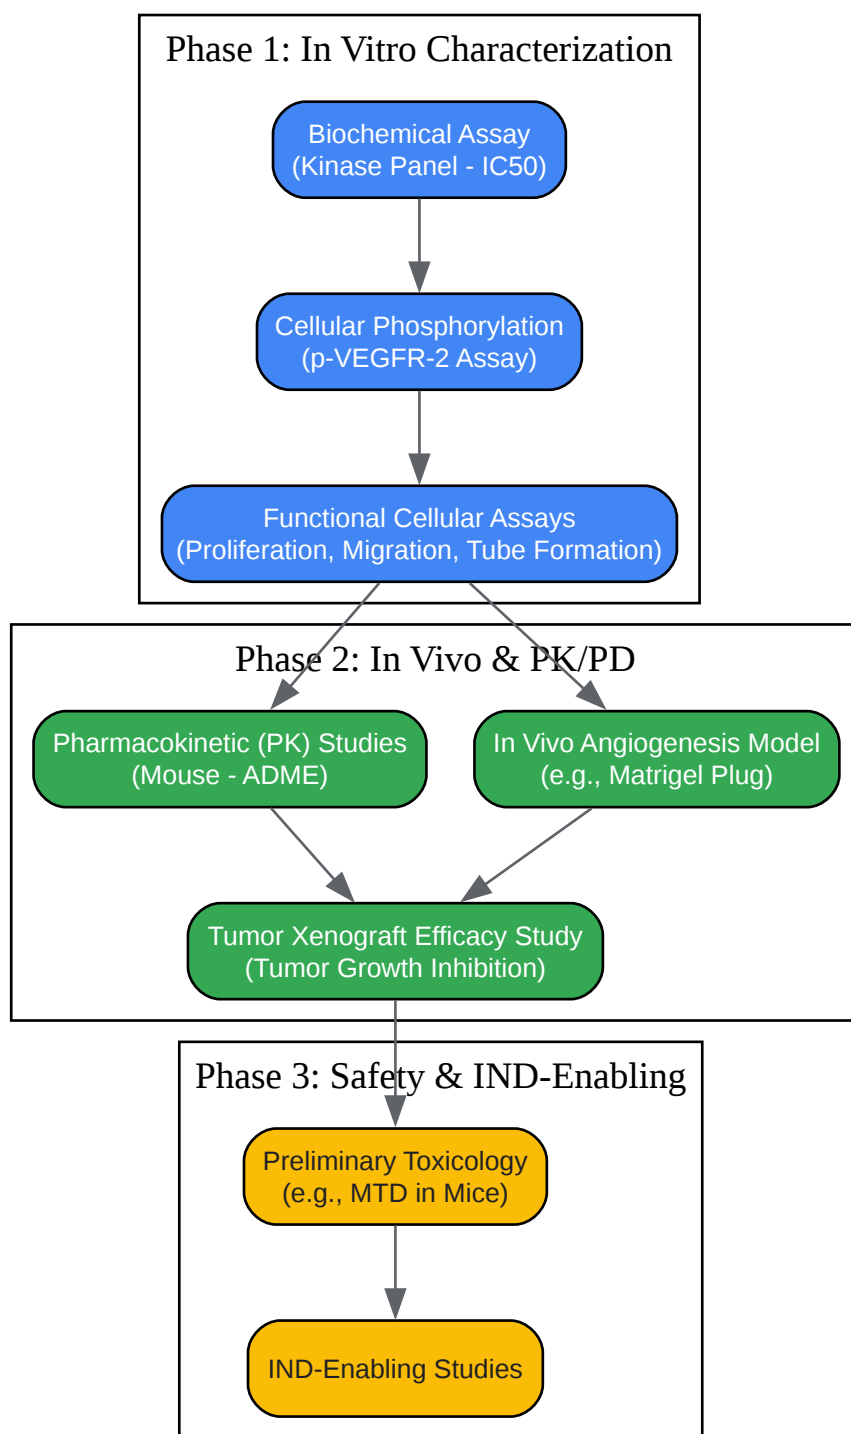 Phase 1: In Vitro Characterization
Biochemical Assay
(Kinase Panel - IC50)
Cellular Phosphorylation
(p-VEGFR-2 Assay)
Functional Cellular Assays
(Proliferation, Migration, Tube Formation)
Phase 2: In Vivo & PK/PD
Pharmacokinetic (PK) Studies
(Mouse - ADME)
In Vivo Angiogenesis Model
(e.g., Matrigel Plug)
Tumor Xenograft Efficacy Study
(Tumor Growth Inhibition)
Phase 3: Safety & IND-Enabling
Preliminary Toxicology
(e.g., MTD in Mice)
IND-Enabling Studies